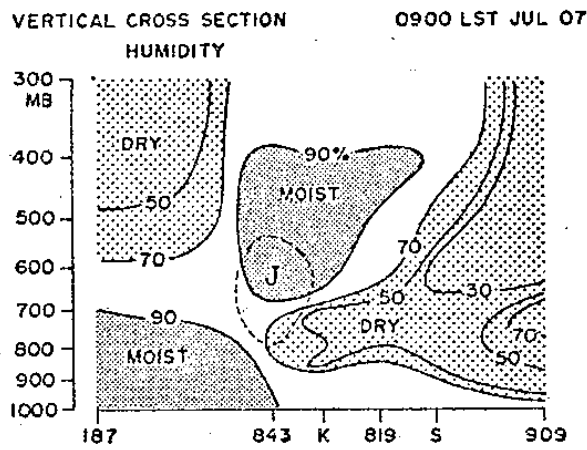 VERTICAL CROSS SECTION 0900 LST JUL 07
HUMIDITY
300
MB
DRY
400
90%
MOIST
50
500
70
70
600
J
30
50
700
90
DRY
70
800
MOIST
50
900
1000
187 843 K 819 S 909